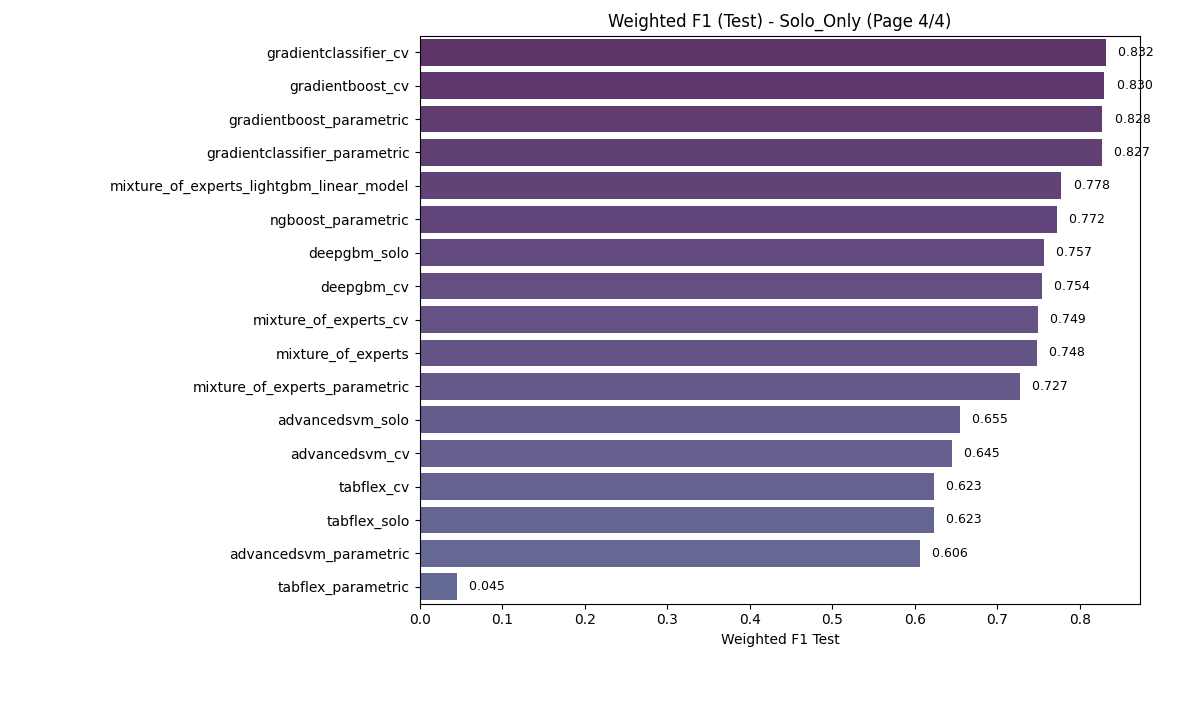 Weighted F1 (Test) - Solo_Only (Page 4/4)
gradientclassifier_cv 0.832
gradientboost_cv 0.830
gradientboost_parametric 0.828
gradientclassifier_parametric 0.827
mixture_of_experts_lightgbm_linear_model 0.778
ngboost_parametric 0.772
deepgbm_solo 0.757
deepgbm_cv 0.754
mixture_of_experts_cv 0.749
mixture_of_experts 0.748
mixture_of_experts_parametric 0.727
advancedsvm_solo 0.655
advancedsvm_cv 0.645
tabflex_cv 0.623
tabflex_solo 0.623
advancedsvm_parametric 0.606
tabflex_parametric 0.045
0.0 0.1 0.2 0.3 0.4 0.5 0.6 0.7 0.8
Weighted F1 Test